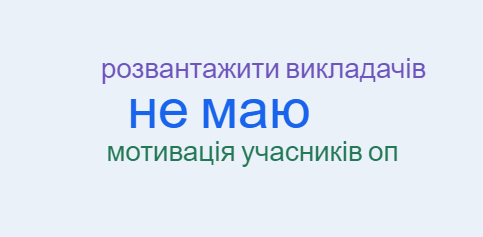 розвантажити викладачів
не маю
мотивація учасників оп